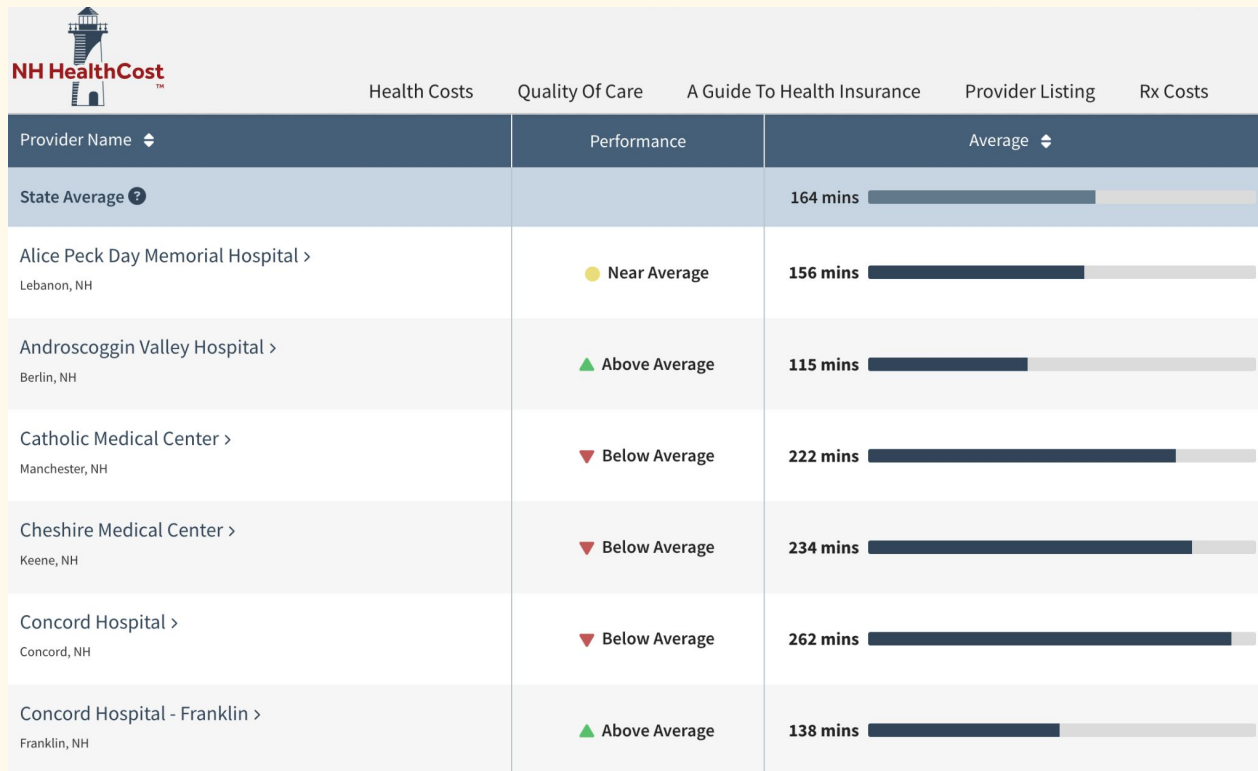 NH HealthCost
™
Health Costs Quality Of Care A Guide To Health Insurance Provider Listing Rx Costs
Provider Name Performance Average
State Average ? 164 mins
Alice Peck Day Memorial Hospital >
Lebanon, NH
Near Average 156 mins
Androscoggin Valley Hospital >
Berlin, NH
Above Average 115 mins
Catholic Medical Center >
Manchester, NH
Below Average 222 mins
Cheshire Medical Center >
Keene, NH
Below Average 234 mins
Concord Hospital >
Concord, NH
Below Average 262 mins
Concord Hospital - Franklin >
Franklin, NH
Above Average 138 mins